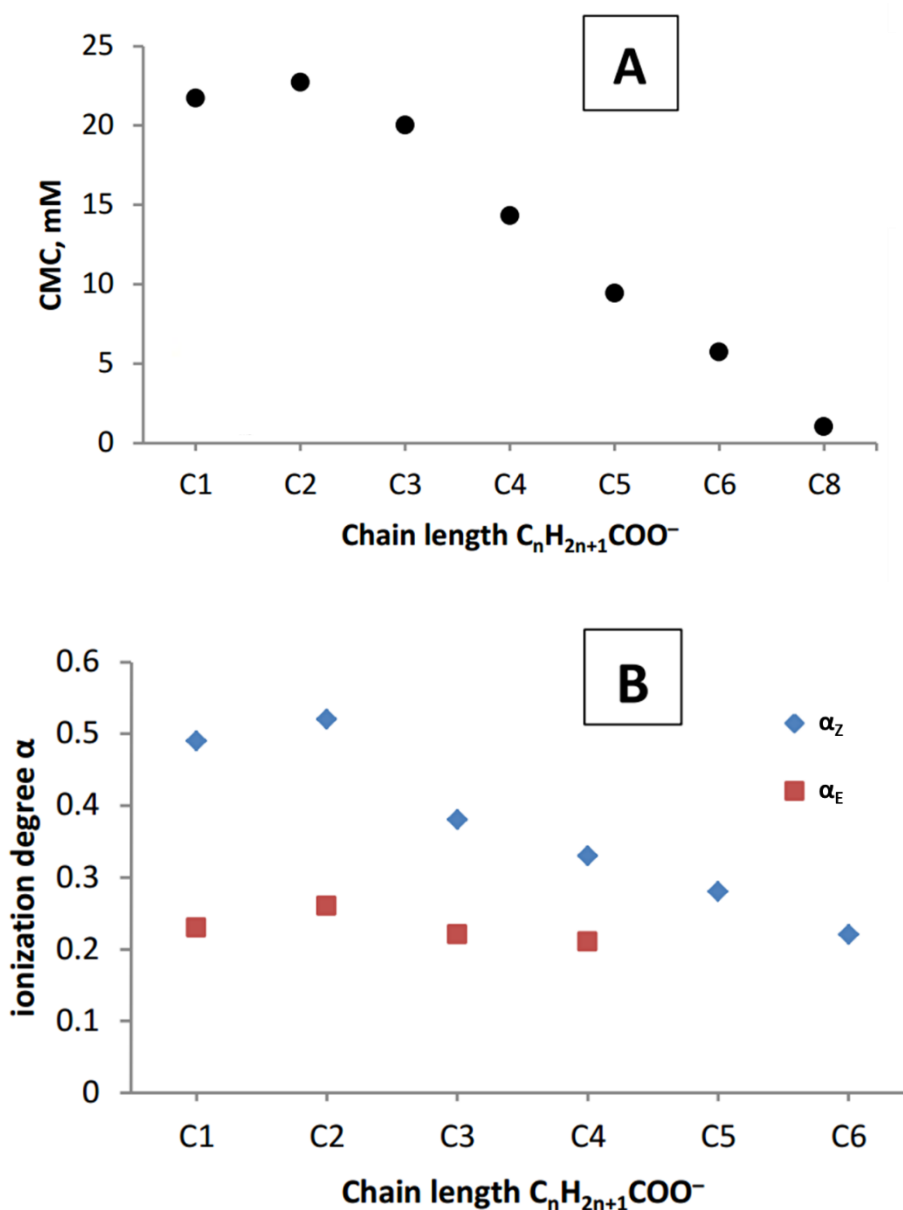 A
25
20
15
10
5
0
CMC, mM
C1 C2 C3 C4 C5 C6 C8
Chain length CₙH₂ₙ₊₁COO⁻
B
0.6
0.5
0.4
0.3
0.2
0.1
0
ionization degree α
α_Z
α_E
C1 C2 C3 C4 C5 C6
Chain length CₙH₂ₙ₊₁COO⁻